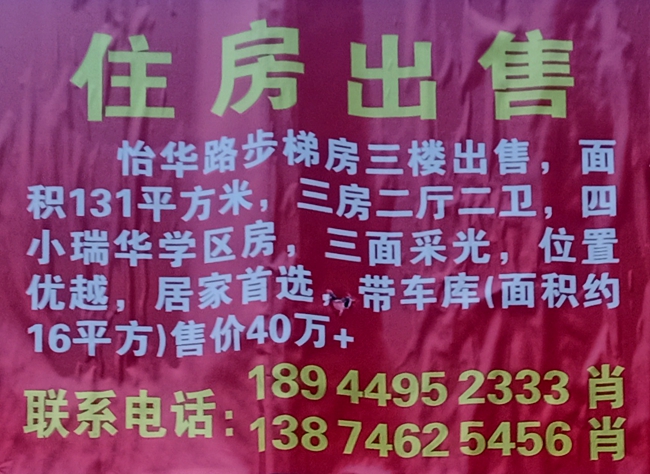 住房出售
怡华路步梯房三楼出售，面
积131平方米，三房二厅二卫，四
小瑞华学区房，三面采光，位置
优越，居家首选，带车库(面积约
16平方)售价40万+
联系电话：189 4495 2333 肖
138 7462 5456 肖